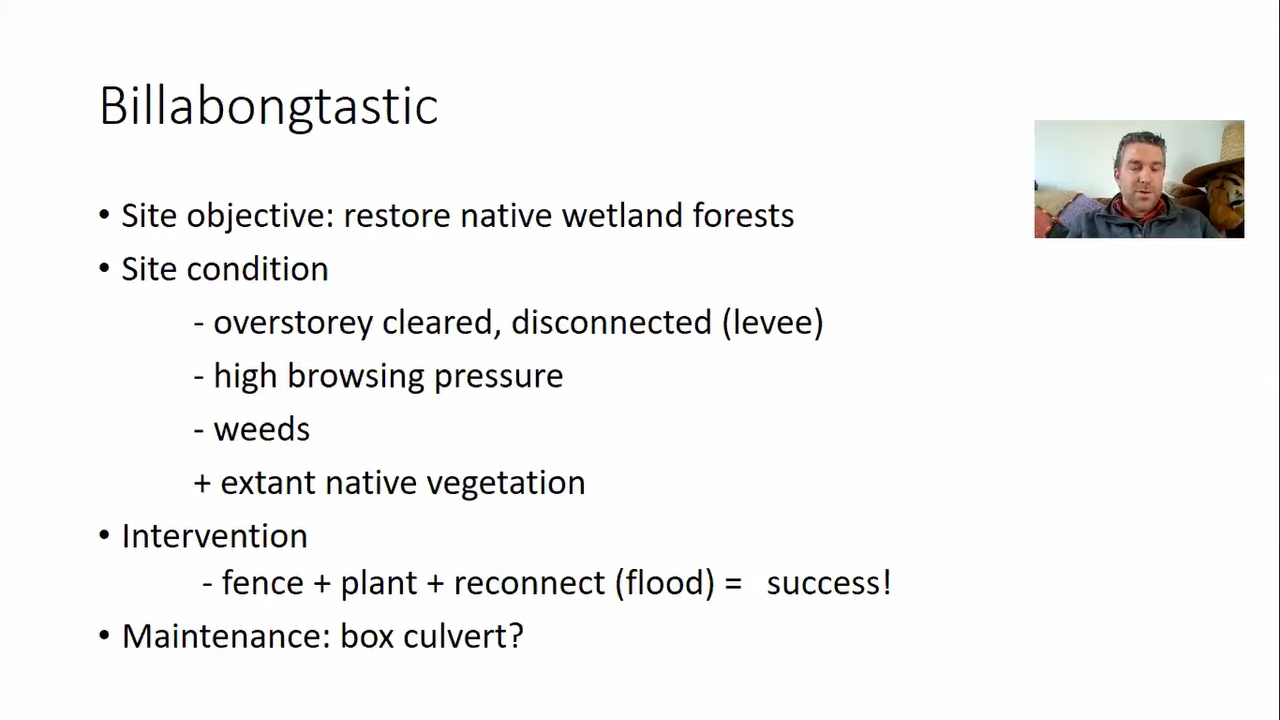 Billabongtastic
• Site objective: restore native wetland forests
• Site condition
- overstorey cleared, disconnected (levee)
- high browsing pressure
- weeds
+ extant native vegetation
• Intervention
- fence + plant + reconnect (flood) = success!
• Maintenance: box culvert?